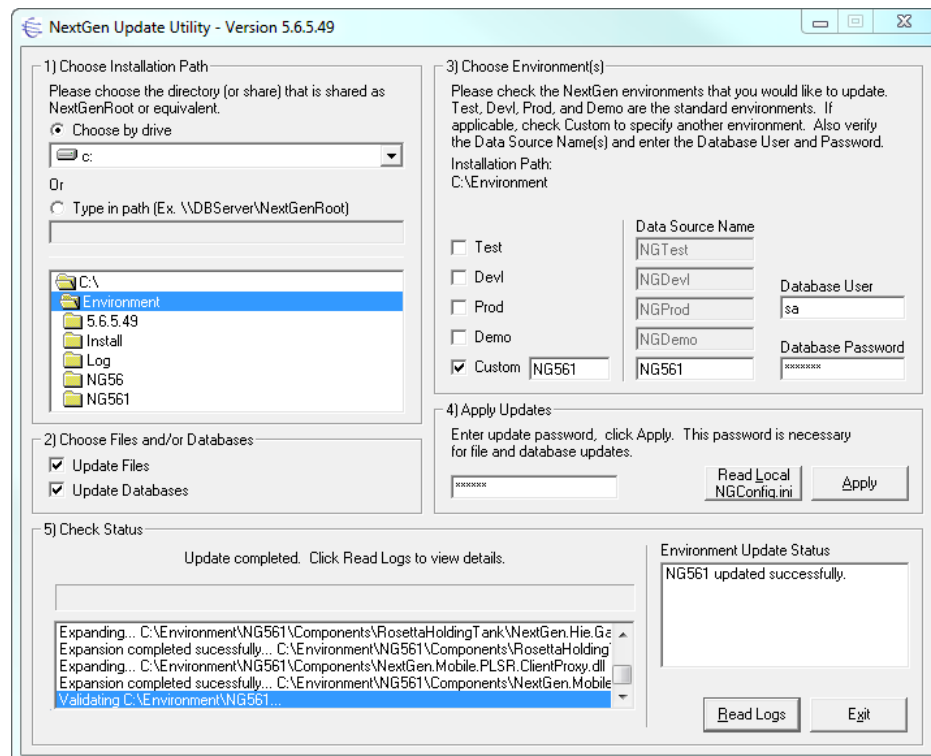 NextGen Update Utility - Version 5.6.5.49
1) Choose Installation Path
Please choose the directory (or share) that is shared as
NextGenRoot or equivalent.
Choose by drive
c:
Or
Type in path (Ex. \\DBServer\NextGenRoot)
C:\
Environment
5.6.5.49
Install
Log
NG56
NG561
2) Choose Files and/or Databases
Update Files
Update Databases
3) Choose Environment(s)
Please check the NextGen environments that you would like to update.
Test, Devl, Prod, and Demo are the standard environments. If
applicable, check Custom to specify another environment. Also verify
the Data Source Name(s) and enter the Database User and Password.
Installation Path:
C:\Environment
Data Source Name
Test NGTest
Devl NGDevl
Database User
Prod NGProd sa
Demo NGDemo
Database Password
Custom NG561 NG561 *******
4) Apply Updates
Enter update password, click Apply. This password is necessary
for file and database updates.
******
Read Local
NGConfig.ini
Apply
5) Check Status
Update completed. Click Read Logs to view details.
Expanding... C:\Environment\NG561\Components\RosettaHoldingTank\NextGen.Hie.Ga
Expansion completed sucessfully... C:\Environment\NG561\Components\RosettaHolding
Expanding... C:\Environment\NG561\Components\NextGen.Mobile.PLSR.ClientProxy.dll
Expansion completed sucessfully... C:\Environment\NG561\Components\NextGen.Mobile
Validating C:\Environment\NG561...
Environment Update Status
NG561 updated successfully.
Read Logs
Exit